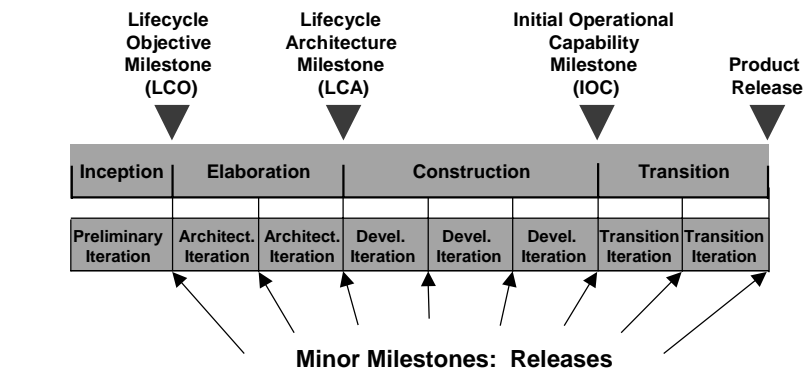 Lifecycle
Objective
Milestone
(LCO)
Lifecycle
Architecture
Milestone
(LCA)
Initial Operational
Capability
Milestone
(IOC)
Product
Release
Inception
Elaboration
Construction
Transition
Preliminary
Iteration
Architect.
Iteration
Architect.
Iteration
Devel.
Iteration
Devel.
Iteration
Devel.
Iteration
Transition
Iteration
Transition
Iteration
Minor Milestones: Releases